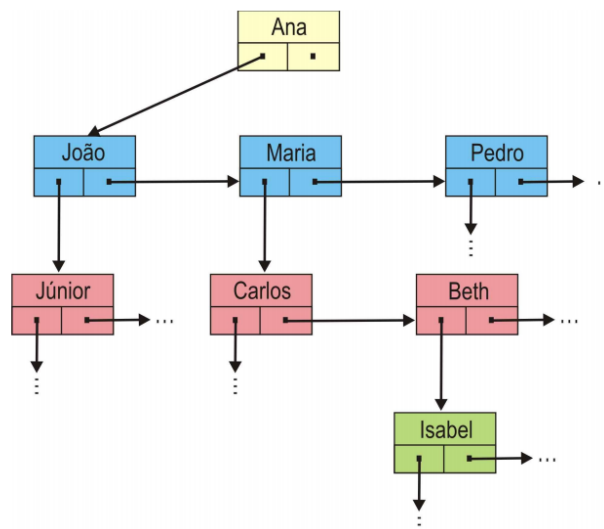 Ana
João
Maria
Pedro
Júnior
Carlos
Beth
Isabel